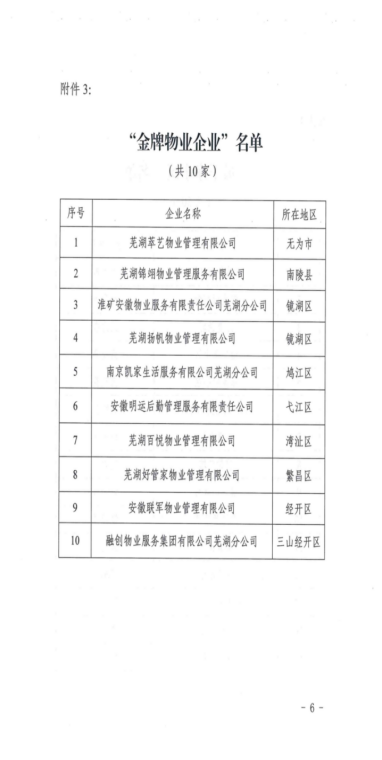 附件 3:
“金牌物业企业”名单
（共 10 家）
序号 企业名称 所在地区
1 芜湖萃艺物业管理有限公司 无为市
2 芜湖锦翊物业管理服务有限公司 南陵县
3 淮矿安徽物业服务有限责任公司芜湖分公司 镜湖区
4 芜湖扬帆物业管理有限公司 镜湖区
5 南京凯家生活服务有限公司芜湖分公司 鸠江区
6 安徽明远后勤管理服务有限责任公司 弋江区
7 芜湖百悦物业管理有限公司 湾沚区
8 芜湖好管家物业管理有限公司 繁昌区
9 安徽联军物业管理有限公司 经开区
10 融创物业服务集团有限公司芜湖分公司 三山经开区
- 6 -